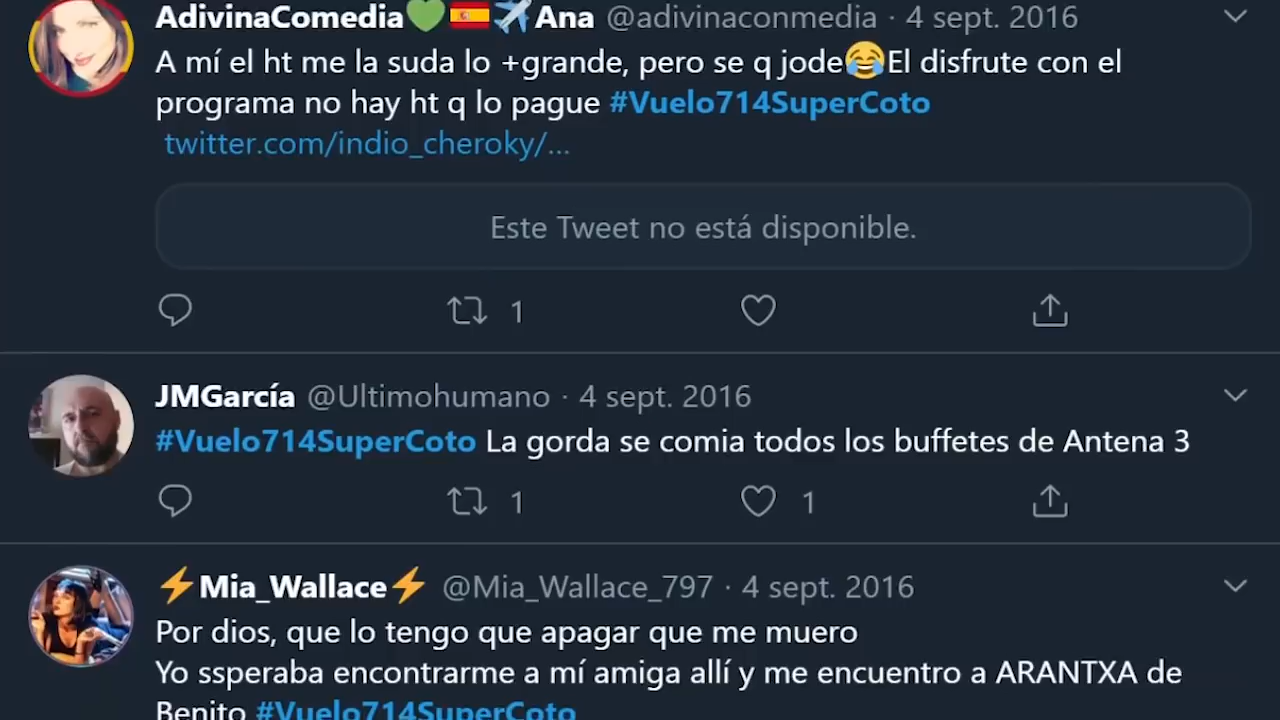 AdivinaComedia💚🇪🇸✈️Ana @adivinaconmedia · 4 sept. 2016
A mí el ht me la suda lo +grande, pero se q jode😂El disfrute con el
programa no hay ht q lo pague #Vuelo714SuperCoto
twitter.com/indio_cheroky/...
Este Tweet no está disponible.
1
JMGarcía @Ultimohumano · 4 sept. 2016
#Vuelo714SuperCoto La gorda se comia todos los buffetes de Antena 3
1 1
⚡Mia_Wallace⚡ @Mia_Wallace_797 · 4 sept. 2016
Por dios, que lo tengo que apagar que me muero
Yo ssperaba encontrarme a mí amiga allí y me encuentro a ARANTXA de
Benito #Vuelo714SuperCoto